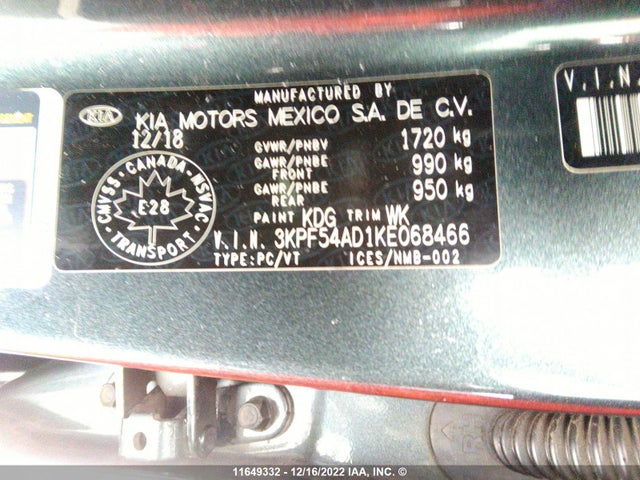 MANUFACTURED BY
KIA KIA MOTORS MEXICO S.A. DE C.V.
12/18
GVWR/PNBV 1720 kg
GAWR/PNBE FRONT 990 kg
GAWR/PNBE REAR 950 kg
CANADA · NSVAC · TRANSPORT · CMVSS
E28
PAINT KDG TRIM WK
V.I.N. 3KPF54AD1KE068466
TYPE:PC/VT ICES/NMB-002
V.I.N.
11649332 - 12/16/2022 IAA, INC. ©